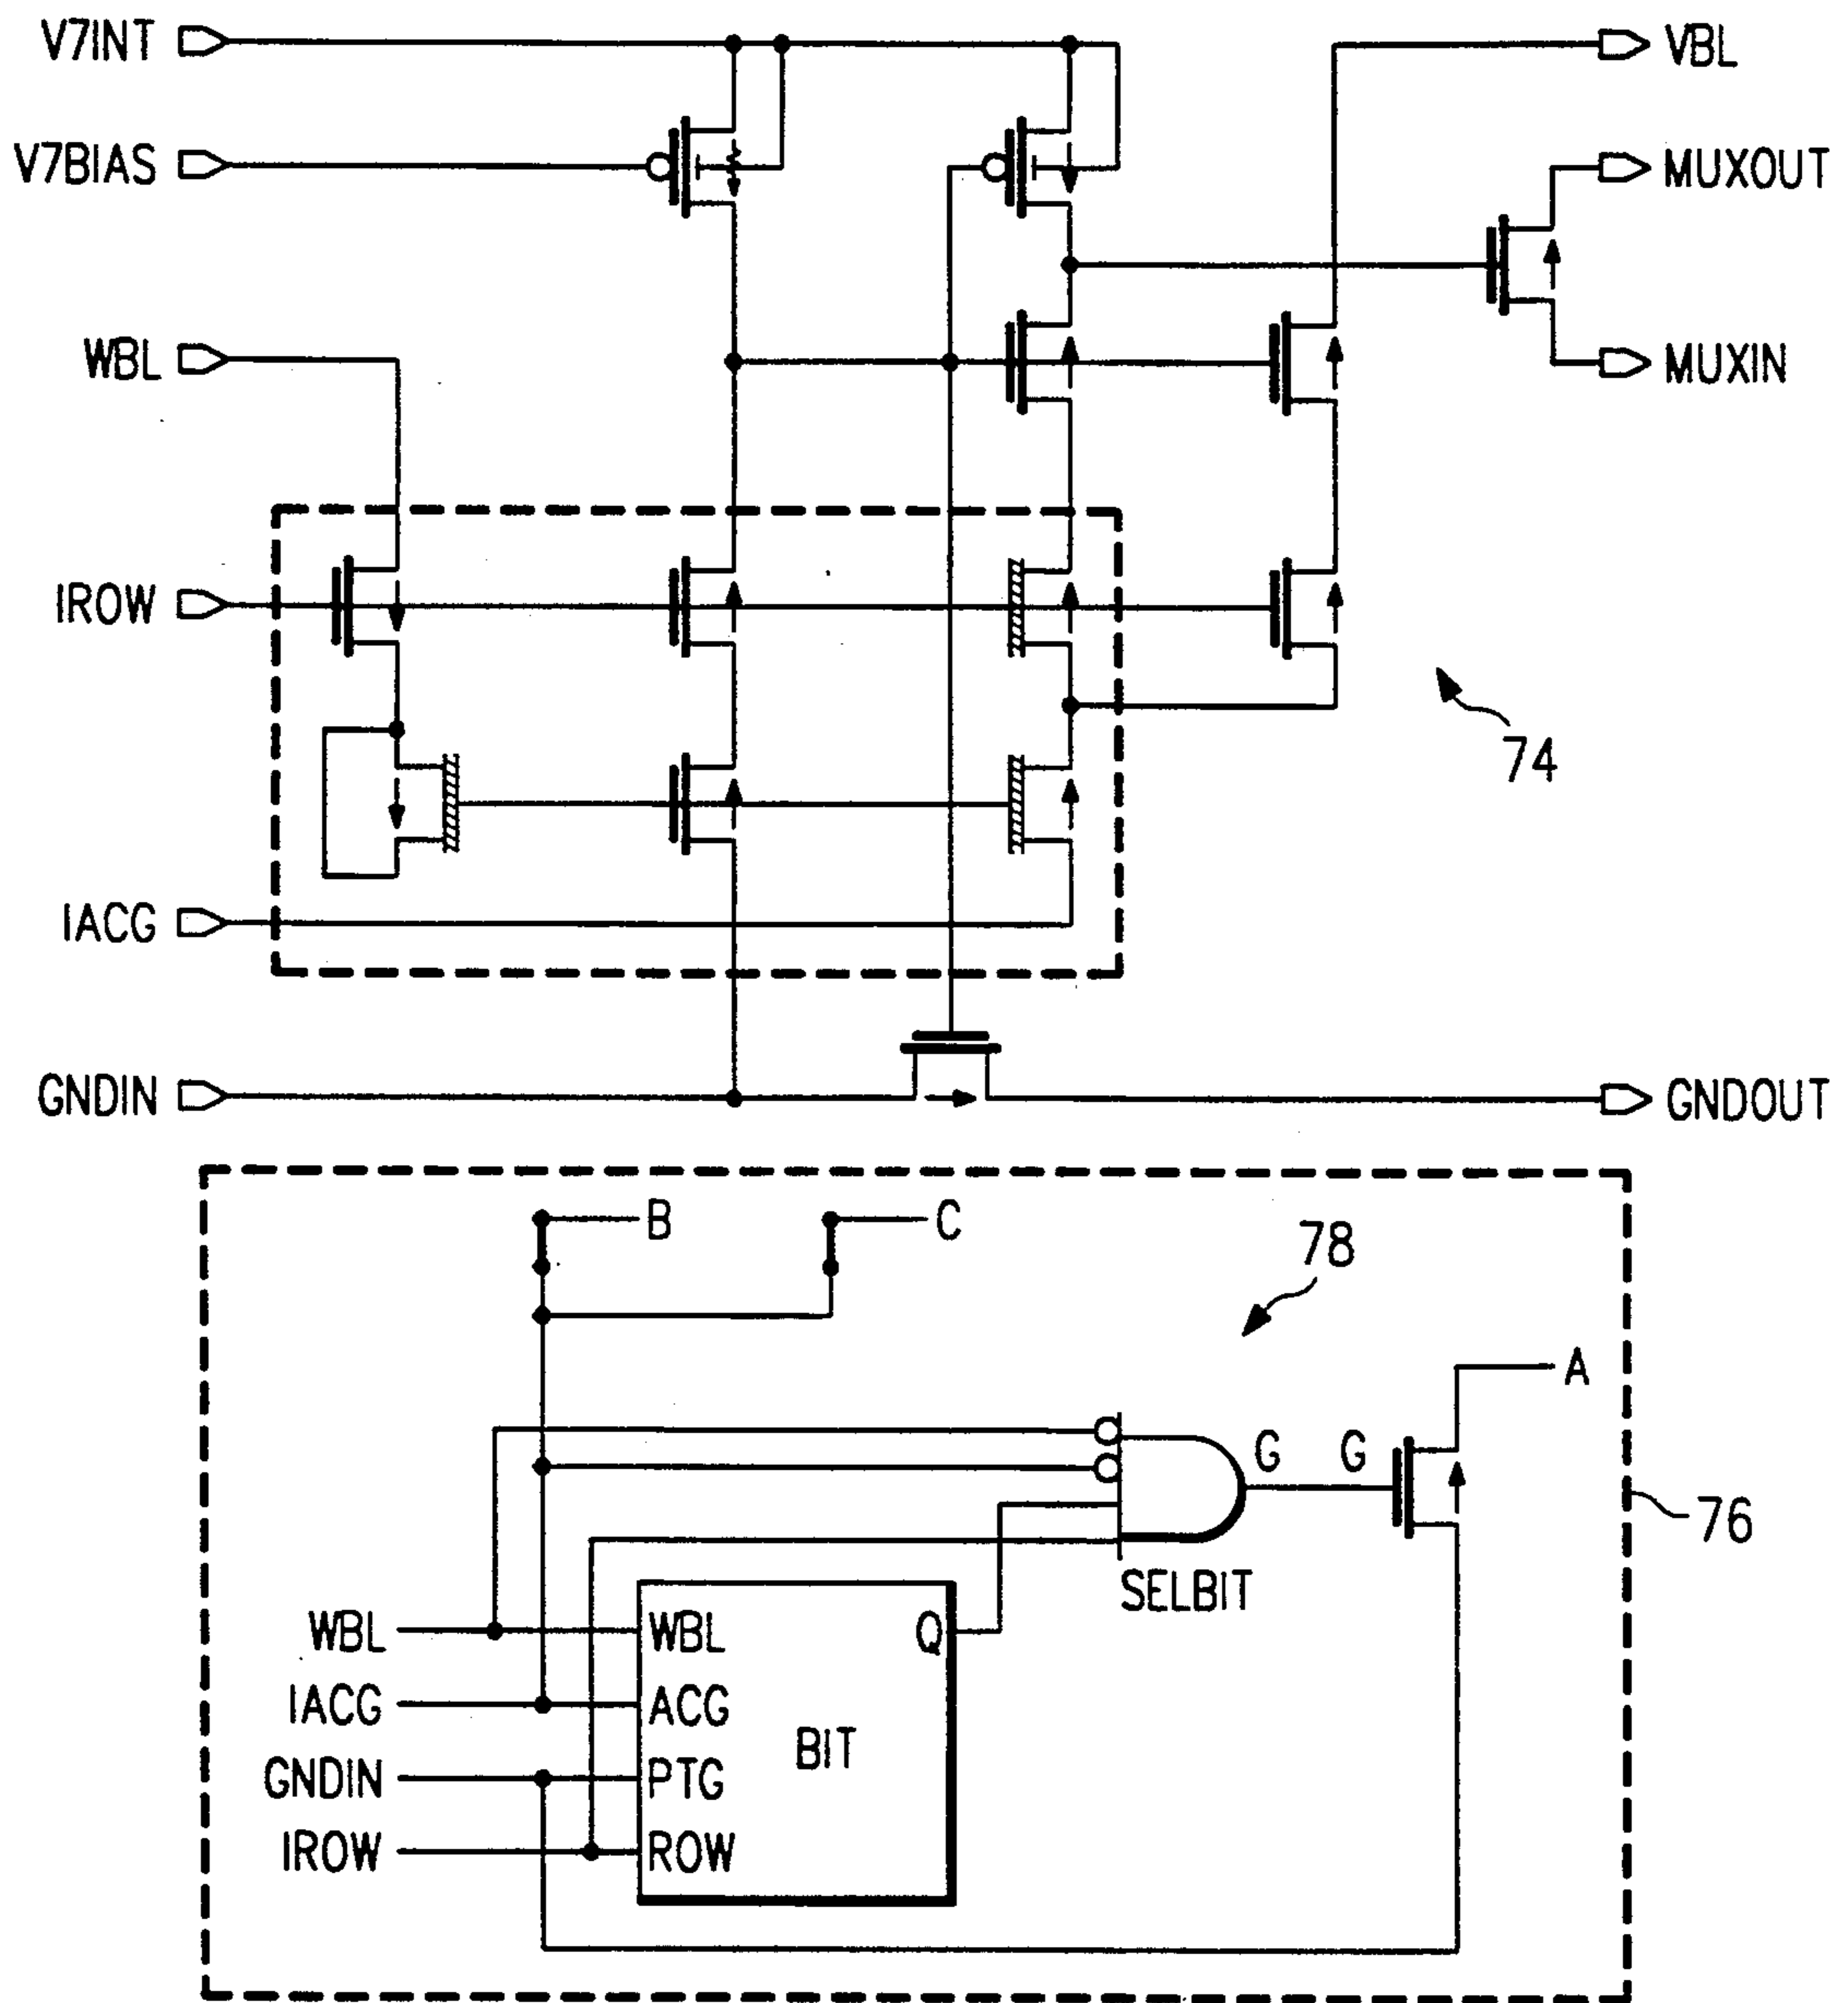 V7INT
VBL
V7BIAS
MUXOUT
WBL
MUXIN
IROW
74
IACG
GNDIN
GNDOUT
B
C
78
A
G
G
76
SELBIT
WBL
WBL
Q
IACG
ACG
BIT
GNDIN
PTG
IROW
ROW